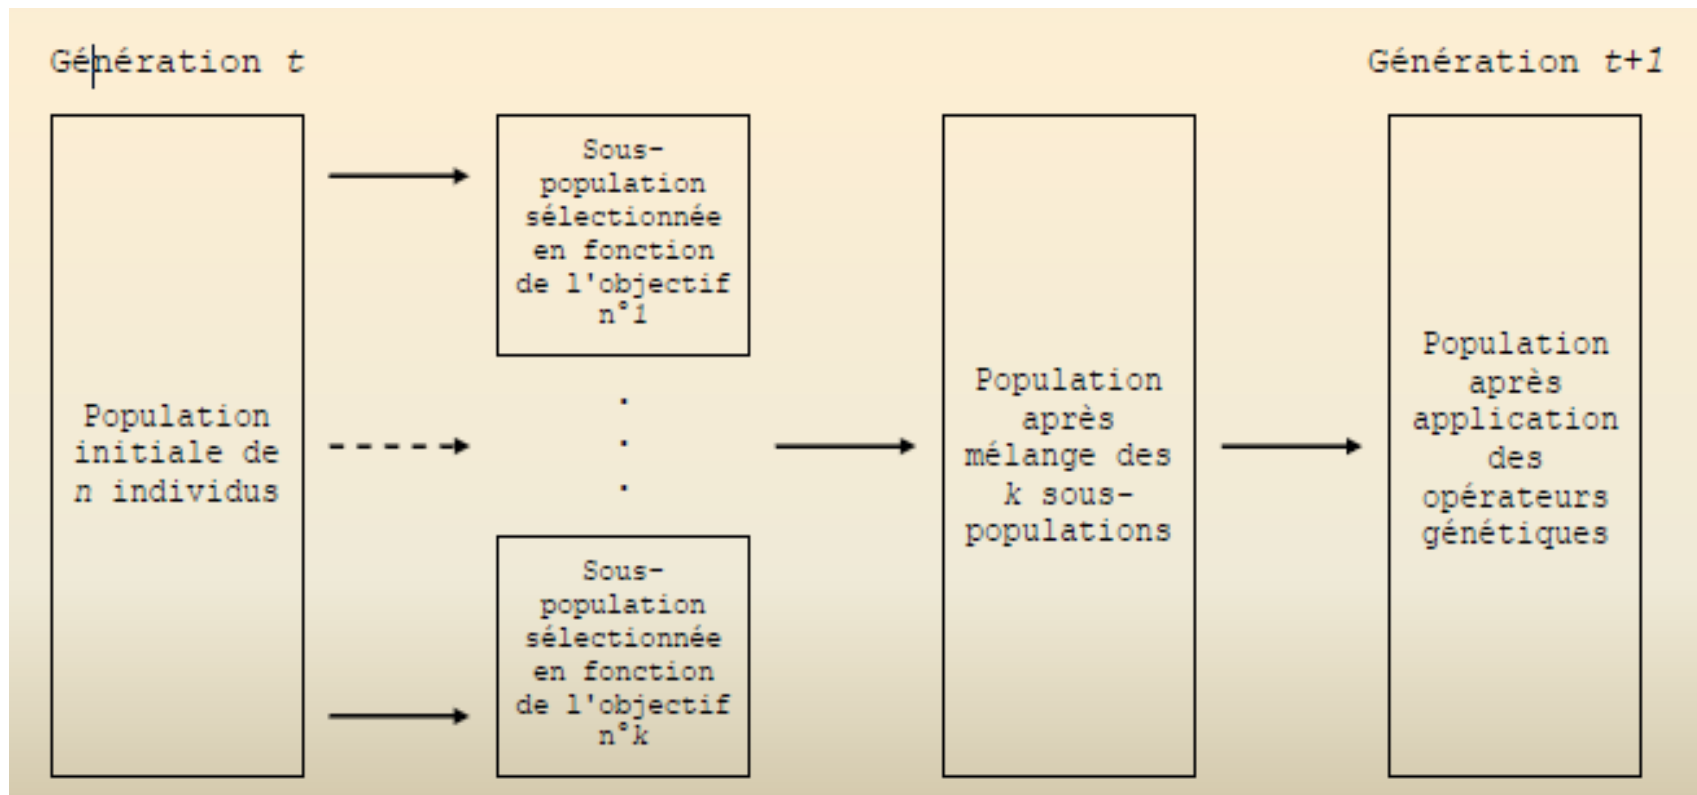 Génération t
Génération t+1
Population
initiale de
n individus
Sous-
population
sélectionnée
en fonction
de l'objectif
n°1
.
.
.
Sous-
population
sélectionnée
en fonction
de l'objectif
n°k
Population
après
mélange des
k sous-
populations
Population
après
application
des
opérateurs
génétiques